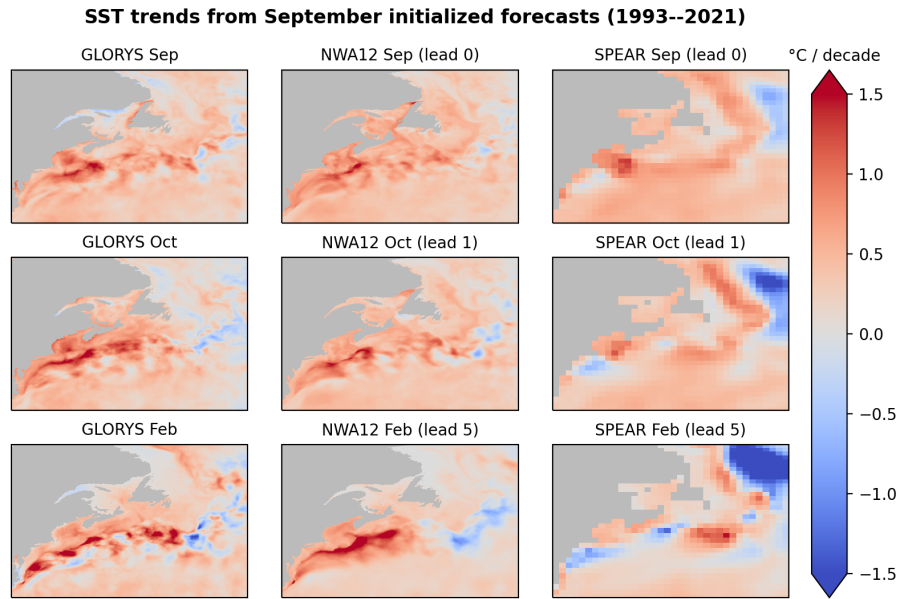 SST trends from September initialized forecasts (1993--2021)
GLORYS Sep
NWA12 Sep (lead 0)
SPEAR Sep (lead 0)
°C / decade
GLORYS Oct
NWA12 Oct (lead 1)
SPEAR Oct (lead 1)
GLORYS Feb
NWA12 Feb (lead 5)
SPEAR Feb (lead 5)
1.5
1.0
0.5
0.0
−0.5
−1.0
−1.5